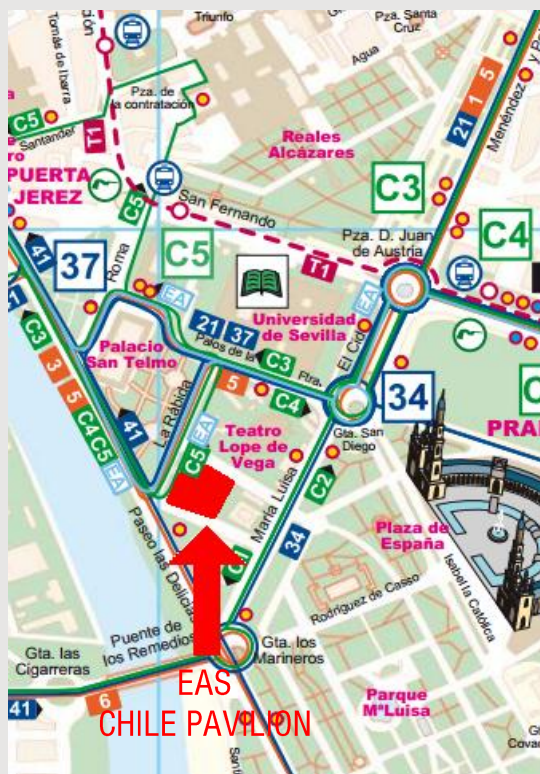 Triunfo
Pza. Santa
Cruz
ción
Tomás de Ibarra
Agua
Pza. de
la contratación
Menéndez y P
21 1 5
C5
Santander
T1
Reales
Alcázares
PUERTA
JEREZ
C3
San Fernando
C5
C4
Pza. D. Juan
de Austria
Roma
41
37
C5
T1
EA
EA
Universidad
de Sevilla
21 37
Palos de la
Ftra.
C3
El Cid
Palacio
San Telmo
C3
3
5
C4
C5
EA
5
C4
34
La Rábida
41
Gta. San
Diego
PRA
EA
C5
Teatro
Lope de
Vega
María Luisa
C2
34
C1
Plaza de
España
Paseo las Delicias
Isabel la Católica
Rodríguez de Casso
Puente de
los Remedios
Gta. los
Marineros
Gta. las
Cigarreras
EAS
CHILE PAVILION
6
41
Parque
MªLuisa